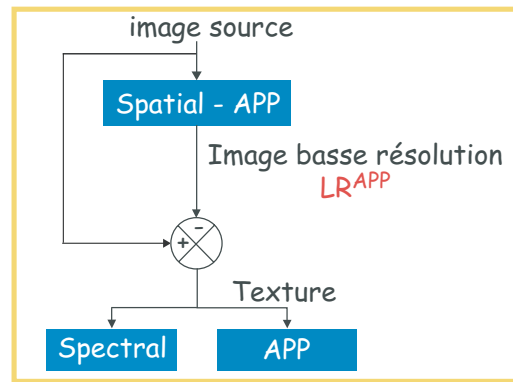 image source
Spatial - APP
Image basse résolution
LR^APP
-
+
Texture
Spectral
APP